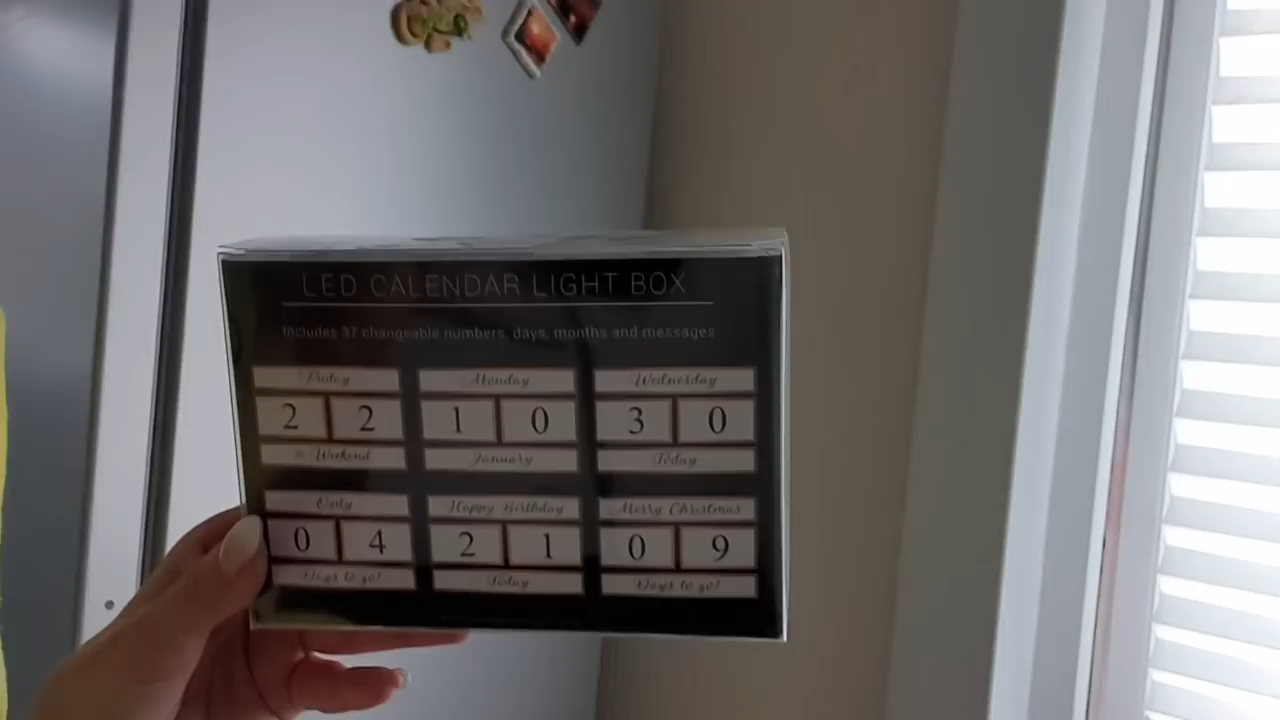 LED CALENDAR LIGHT BOX
Includes 37 changeable numbers, days, months and messages
Friday Monday Wednesday
2 2 1 0 3 0
Weekend January Today
Only Happy Birthday Merry Christmas
0 4 2 1 0 9
Days to go! Today Days to go!